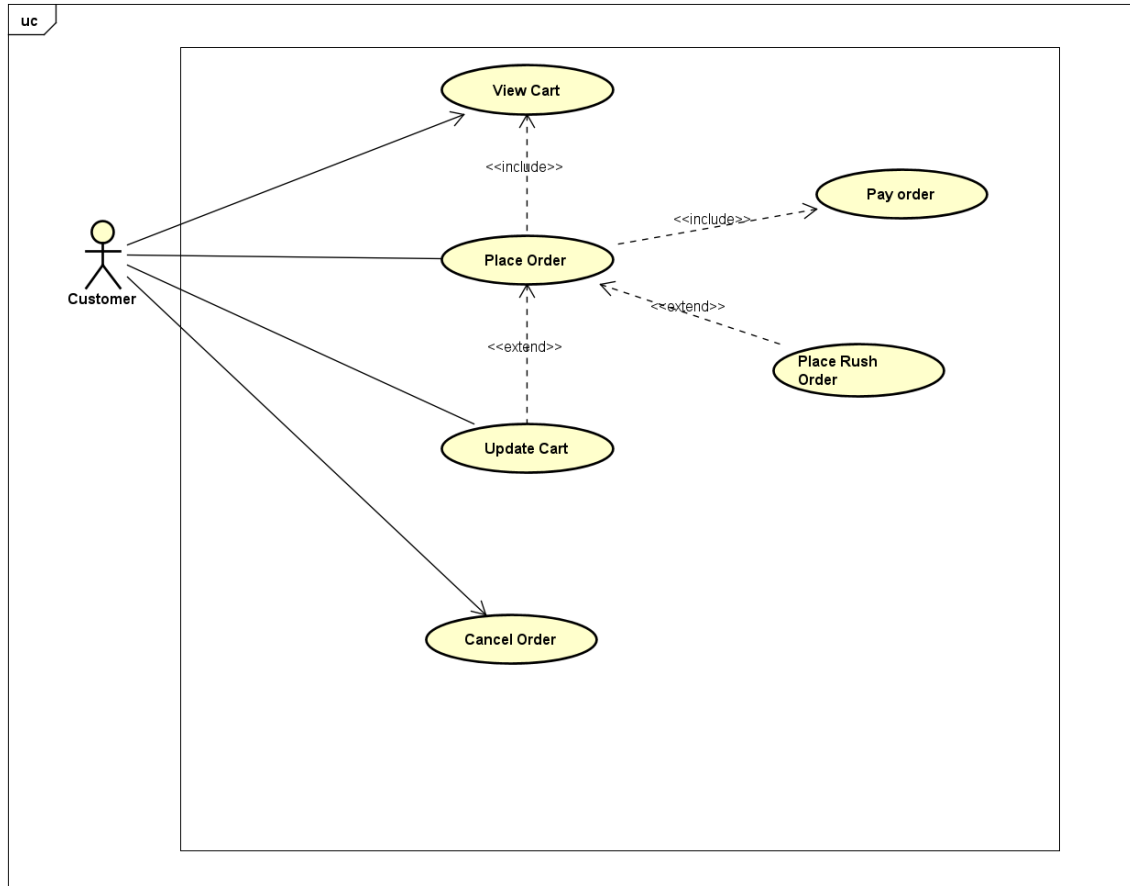 uc
View Cart
<<include>>
Pay order
<<include>>
Place Order
Customer
<<extend>>
<<extend>>
Place Rush
Order
Update Cart
Cancel Order